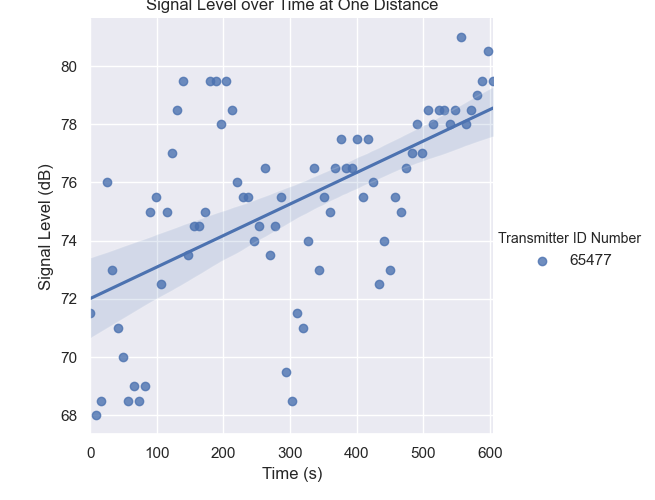 Signal Level over Time at One Distance
80
78
76
74
72
70
68
Signal Level (dB)
0 100 200 300 400 500 600
Time (s)
Transmitter ID Number
65477